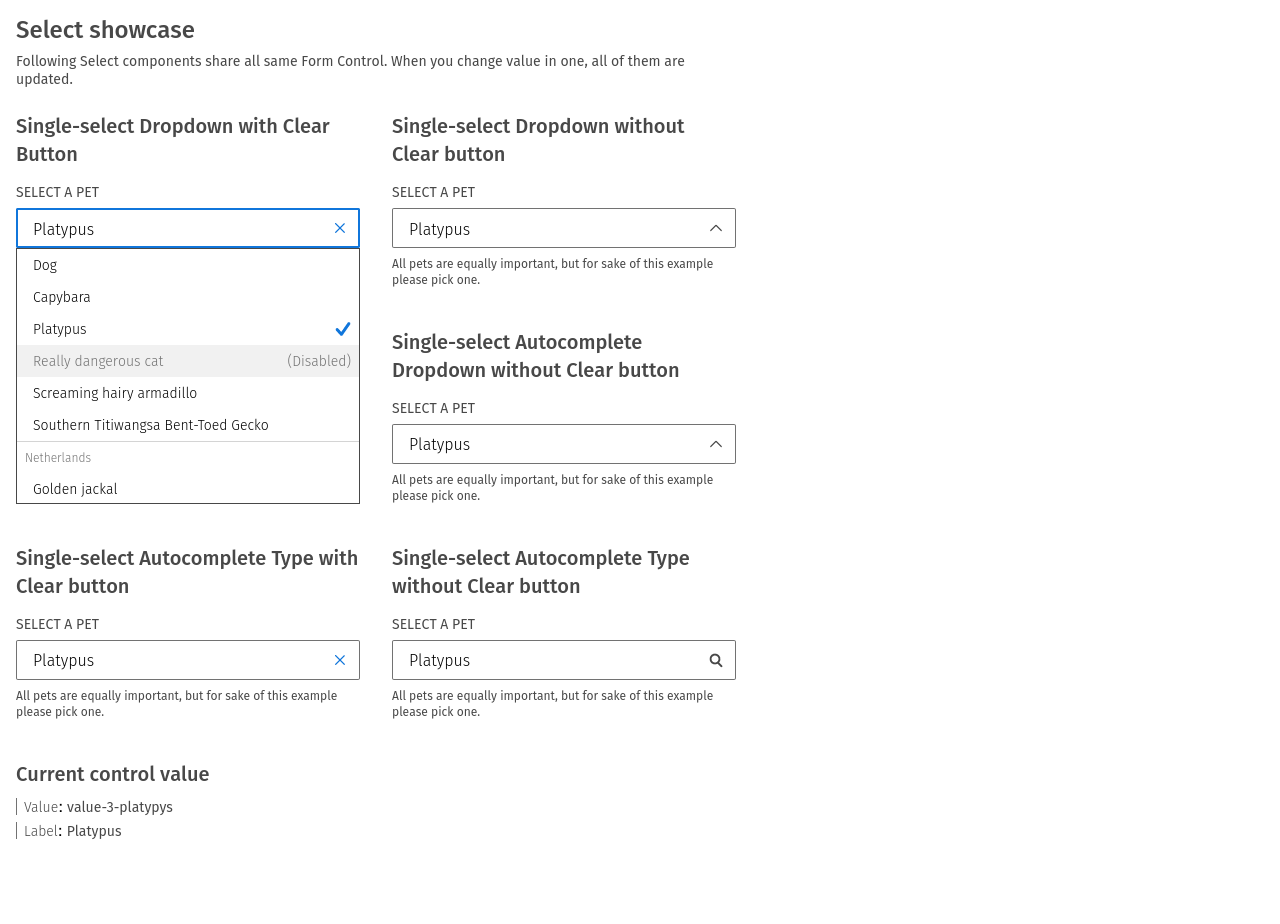 Select showcase
Following Select components share all same Form Control. When you change value in one, all of them are
updated.
Single-select Dropdown with Clear
Button
SELECT A PET
Platypus
Dog
Capybara
Platypus
Really dangerous cat (Disabled)
Screaming hairy armadillo
Southern Titiwangsa Bent-Toed Gecko
Netherlands
Golden jackal
Single-select Dropdown without
Clear button
SELECT A PET
Platypus
All pets are equally important, but for sake of this example
please pick one.
Single-select Autocomplete
Dropdown without Clear button
SELECT A PET
Platypus
All pets are equally important, but for sake of this example
please pick one.
Single-select Autocomplete Type with
Clear button
SELECT A PET
Platypus
All pets are equally important, but for sake of this example
please pick one.
Single-select Autocomplete Type
without Clear button
SELECT A PET
Platypus
All pets are equally important, but for sake of this example
please pick one.
Current control value
Value: value-3-platypys
Label: Platypus